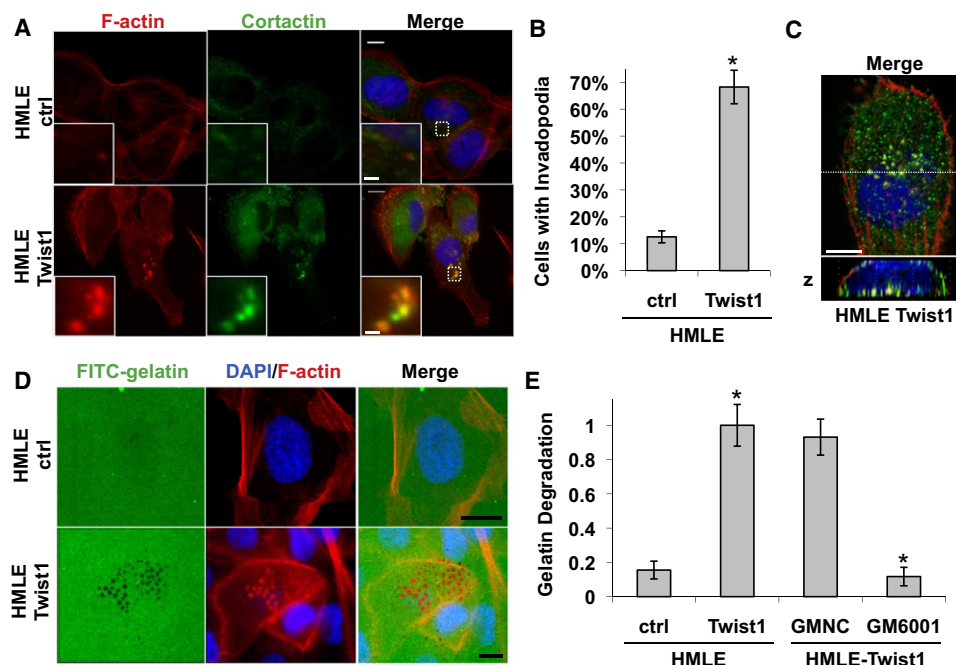 A
F-actin
Cortactin
Merge
HMLE
ctrl
HMLE
Twist1
B
Cells with Invadopodia
70%
60%
50%
40%
30%
20%
10%
0%
*
ctrl
Twist1
HMLE
C
Merge
z
HMLE Twist1
D
FITC-gelatin
DAPI/F-actin
Merge
HMLE
ctrl
HMLE
Twist1
E
Gelatin Degradation
1
0.8
0.6
0.4
0.2
0
*
*
ctrl
Twist1
GMNC
GM6001
HMLE
HMLE-Twist1